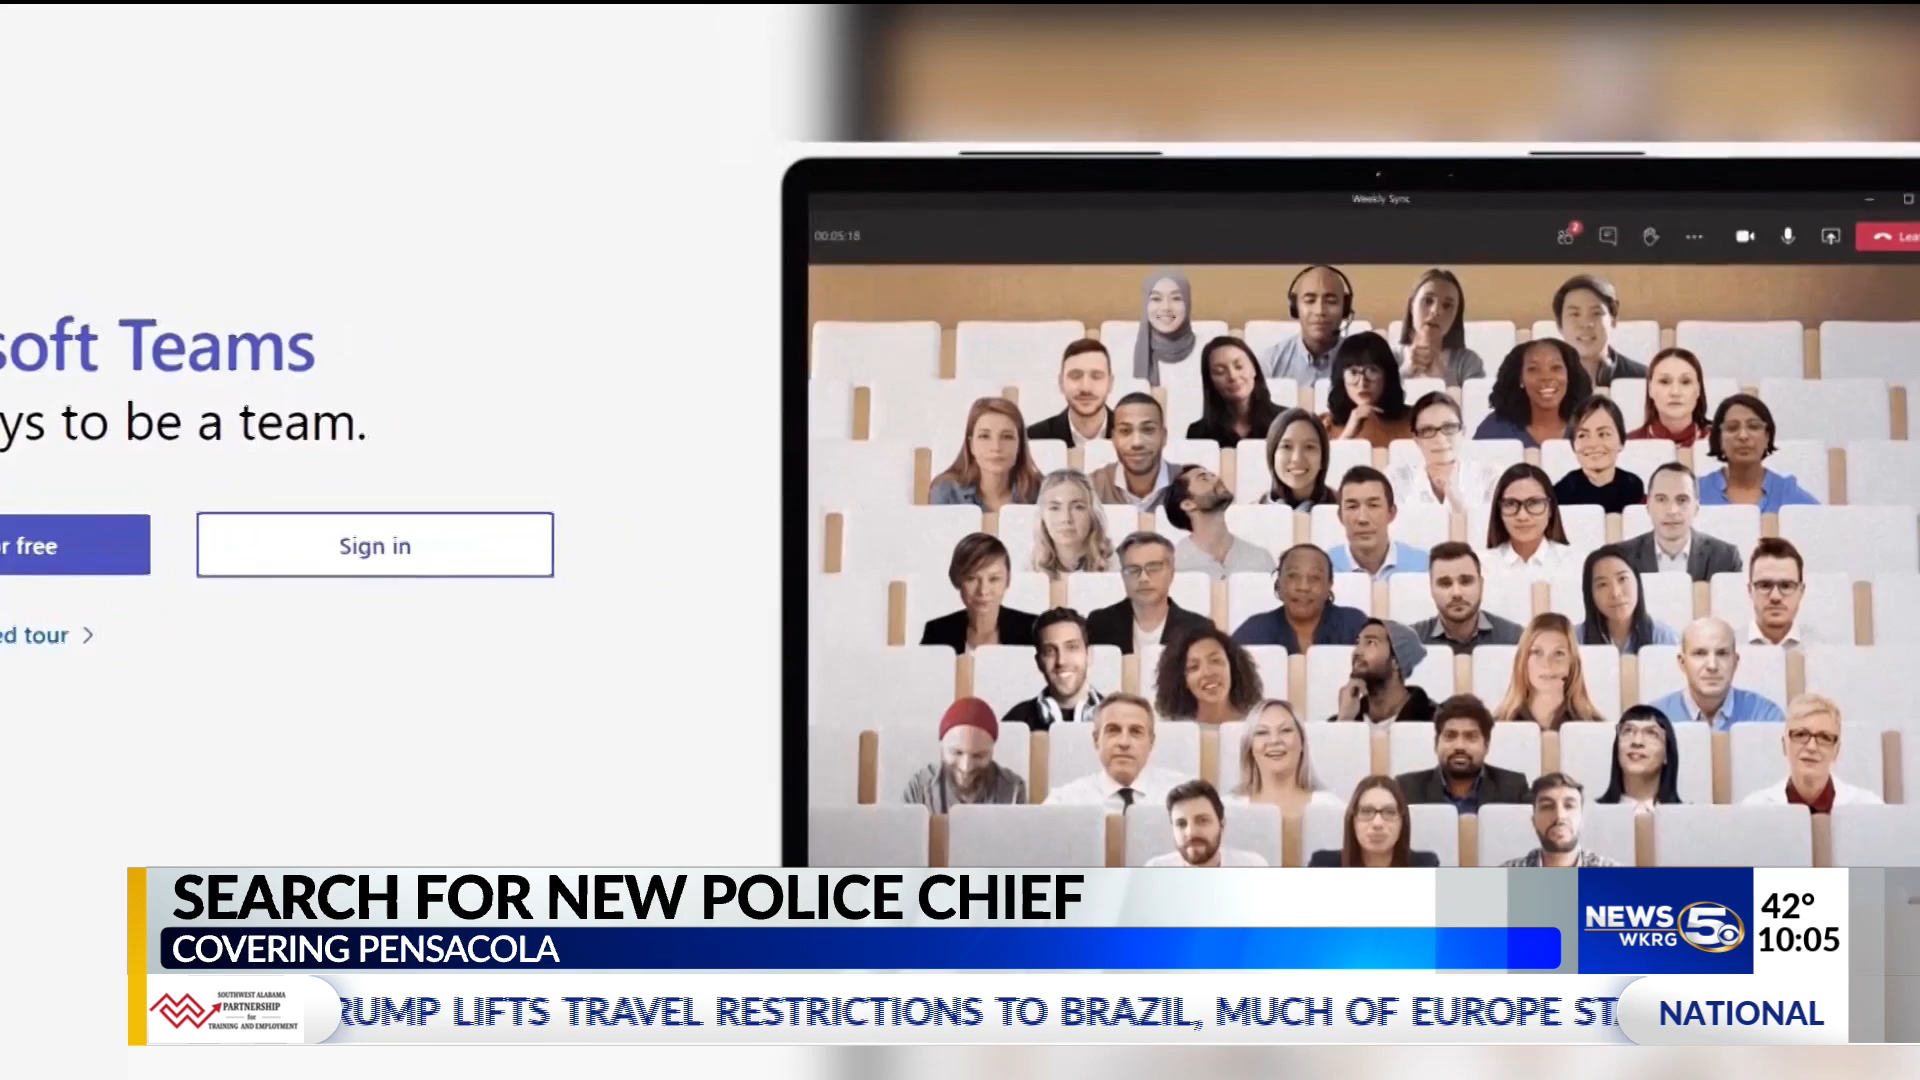 Weekly Sync
00:05:18
2
Lea
soft Teams
ys to be a team.
r free
Sign in
ed tour
SEARCH FOR NEW POLICE CHIEF
COVERING PENSACOLA
NEWS 5
WKRG
42°
10:05
SOUTHWEST ALABAMA
PARTNERSHIP
for
TRAINING AND EMPLOYMENT
RUMP LIFTS TRAVEL RESTRICTIONS TO BRAZIL, MUCH OF EUROPE ST
NATIONAL